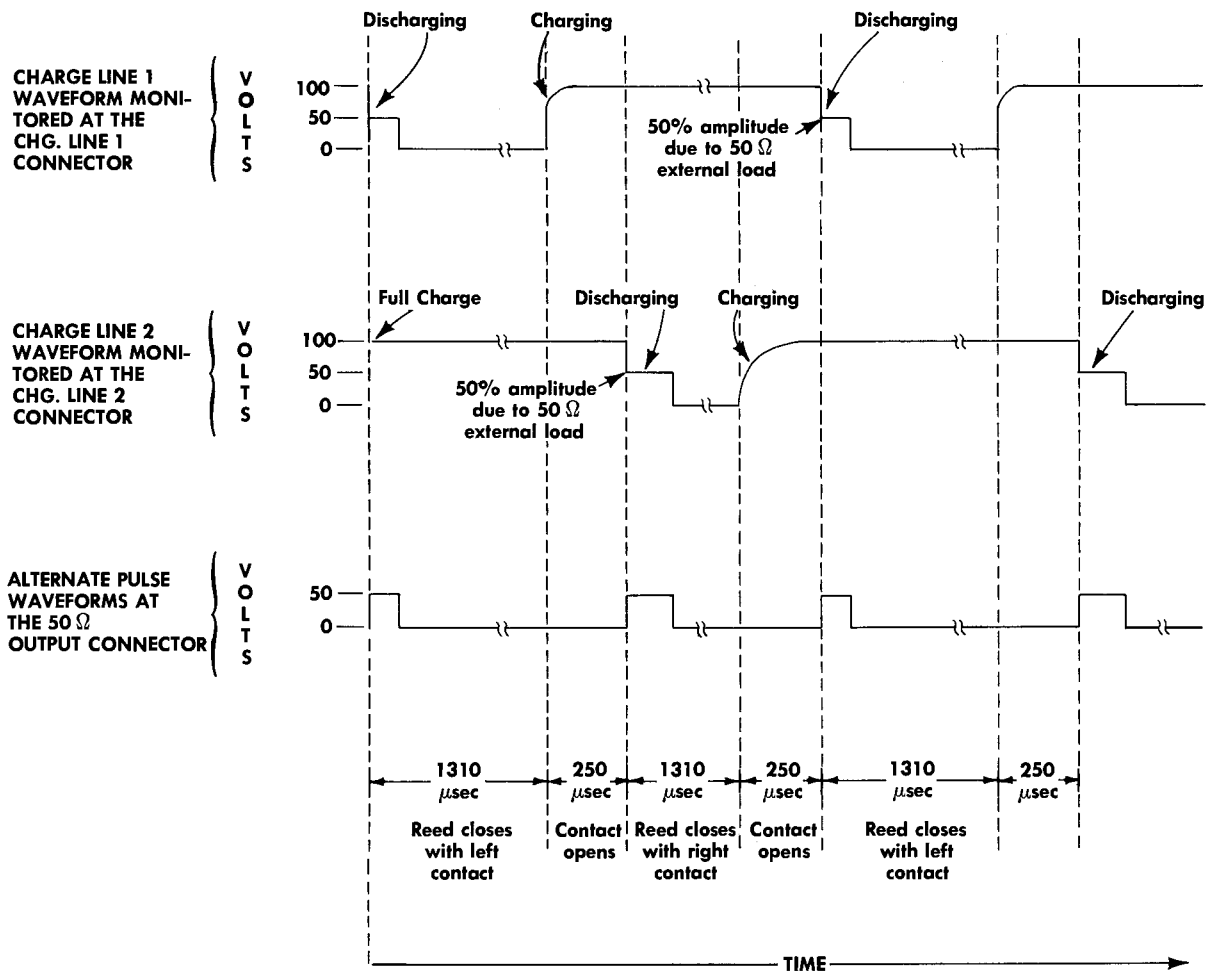 Discharging
Charging
Discharging
CHARGE LINE 1
WAVEFORM MONI-
TORED AT THE
CHG. LINE 1
CONNECTOR
VOLTS
100
50
0
50% amplitude
due to 50 Ω
external load
Full Charge
Discharging
Charging
Discharging
CHARGE LINE 2
WAVEFORM MONI-
TORED AT THE
CHG. LINE 2
CONNECTOR
VOLTS
100
50
0
50% amplitude
due to 50 Ω
external load
ALTERNATE PULSE
WAVEFORMS AT
THE 50 Ω
OUTPUT CONNECTOR
VOLTS
50
0
1310
μsec
250
μsec
1310
μsec
250
μsec
1310
μsec
250
μsec
Reed closes
with left
contact
Contact
opens
Reed closes
with right
contact
Contact
opens
Reed closes
with left
contact
TIME